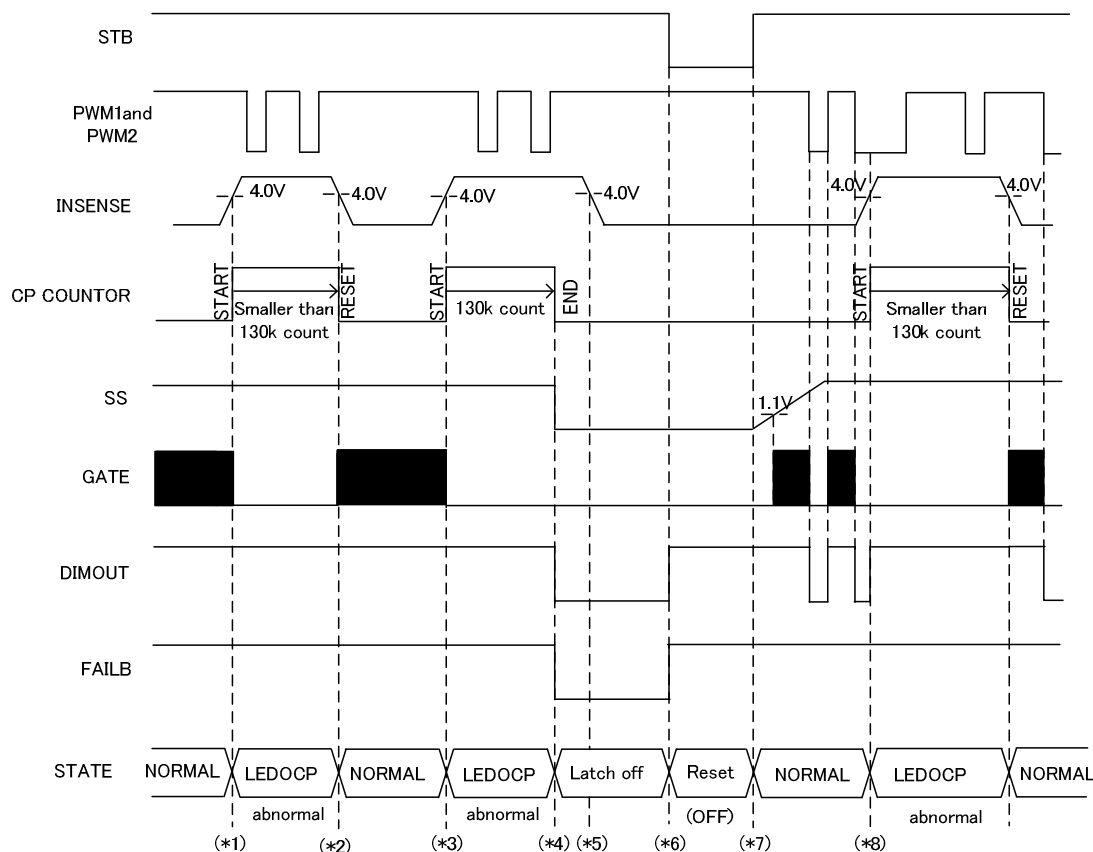 STB
PWM1and
PWM2
INSENSE
4.0V
4.0V
4.0V
4.0V
4.0V
4.0V
CP COUNTOR
START
Smaller than
130k count
RESET
START
130k count
END
START
Smaller than
130k count
RESET
SS
1.1V
GATE
DIMOUT
FAILB
STATE
NORMAL
LEDOCP
NORMAL
LEDOCP
Latch off
Reset
NORMAL
LEDOCP
NORMAL
abnormal
abnormal
(OFF)
abnormal
(*1)
(*2)
(*3)
(*4)
(*5)
(*6)
(*7)
(*8)